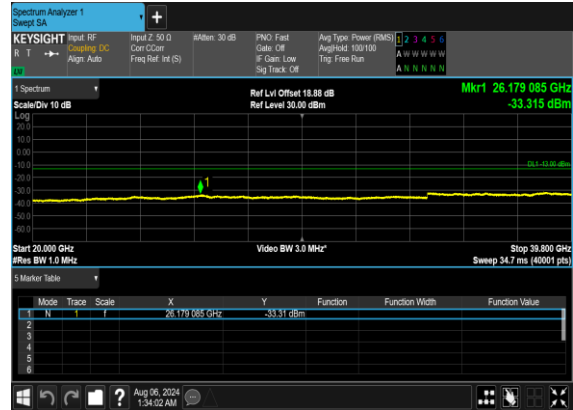 Spectrum Analyzer 1
Swept SA
+
KEYSIGHT
R T
LM
Input: RF
Coupling: DC
Align: Auto
Input Z: 50 Ω
Corr CCorr
Freq Ref: Int (S)
#Atten: 30 dB
PNO: Fast
Gate: Off
IF Gain: Low
Sig Track: Off
Avg Type: Power (RMS)
Avg|Hold: 100/100
Trig: Free Run
1 2 3 4 5 6
A W W W W W
A N N N N N
1 Spectrum
Scale/Div 10 dB
Ref Lvl Offset 18.88 dB
Ref Level 30.00 dBm
Mkr1 26.179 085 GHz
-33.315 dBm
Log
20.0
10.0
0.00
-10.0
-20.0
-30.0
-40.0
-50.0
-60.0
DL1 -13.00 dBm
1
Start 20.000 GHz
#Res BW 1.0 MHz
Video BW 3.0 MHz*
Stop 39.800 GHz
Sweep 34.7 ms (40001 pts)
5 Marker Table
Mode Trace Scale X Y Function Function Width Function Value
1 N 1 f 26.179 085 GHz -33.31 dBm
2
3
4
5
6
?
Aug 06, 2024
1:34:02 AM